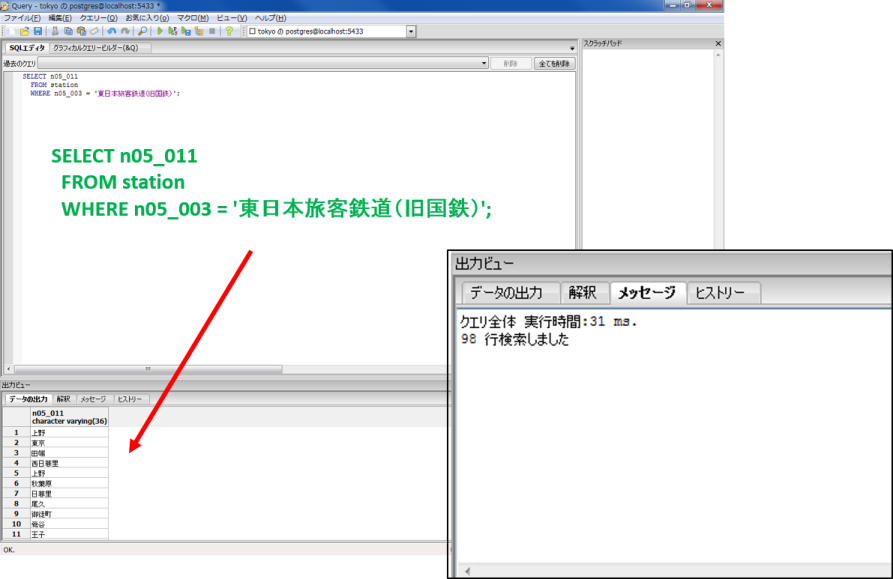 Query - tokyo の postgres@localhost:5433 *
ファイル(F) 編集(E) クエリー(Q) お気に入り(o) マクロ(M) ビュー(V) ヘルプ(H)
tokyo の postgres@localhost:5433
SQLエディタ グラフィカルクエリービルダー(&Q)
スクラッチパッド
過去のクエリ
削除 全てを削除
SELECT n05_011
FROM station
WHERE n05_003 = '東日本旅客鉄道(旧国鉄)';
SELECT n05_011
FROM station
WHERE n05_003 = '東日本旅客鉄道（旧国鉄）';
出力ビュー
データの出力 解釈 メッセージ ヒストリー
n05_011
character varying(36)
1 上野
2 東京
3 田端
4 西日暮里
5 上野
6 秋葉原
7 日暮里
8 尾久
9 御徒町
10 鶯谷
11 王子
OK.
出力ビュー
データの出力 解釈 メッセージ ヒストリー
クエリ全体 実行時間:31 ms.
98 行検索しました